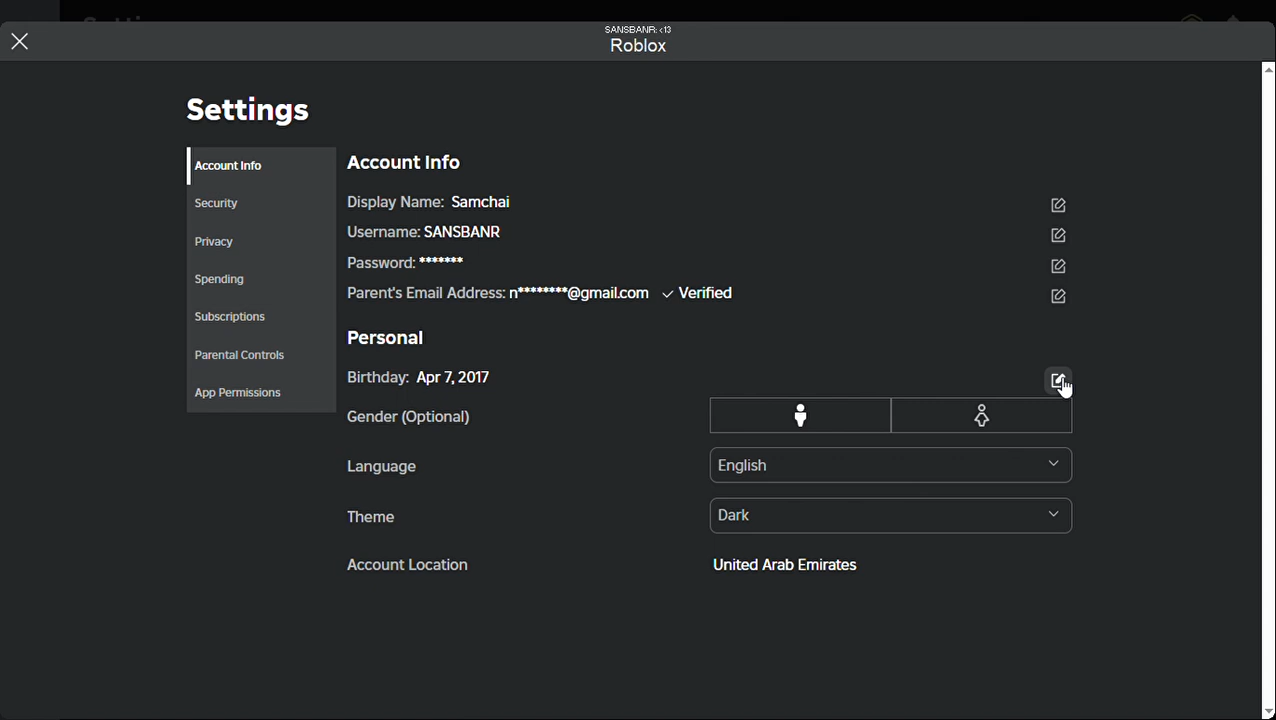 SANSBANR: <13
Roblox
Settings
Account Info
Security
Privacy
Spending
Subscriptions
Parental Controls
App Permissions
Account Info
Display Name: Samchai
Username: SANSBANR
Password: *******
Parent's Email Address: n********@gmail.com ✓ Verified
Personal
Birthday: Apr 7, 2017
Gender (Optional)
Language English
Theme Dark
Account Location United Arab Emirates